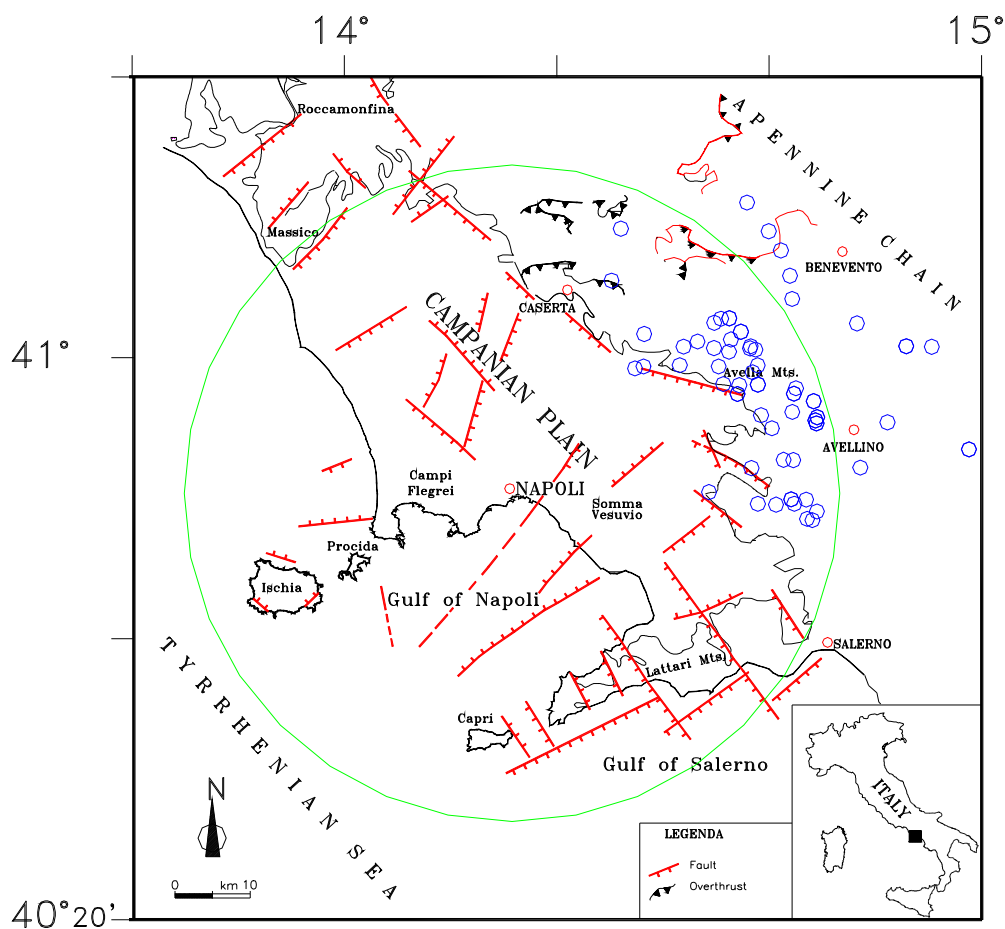 14°
15°
Roccamonfina
APENNINE CHAIN
Massico
BENEVENTO
CASERTA
CAMPANIAN PLAIN
41°
Avella Mts.
AVELLINO
Campi
Flegrei
NAPOLI
Somma
Vesuvio
Procida
Ischia
Gulf of Napoli
SALERNO
Lattari Mts.
TYRRHENIAN SEA
Capri
Gulf of Salerno
ITALY
N
LEGENDA
Fault
Overthrust
0 km 10
40°20'